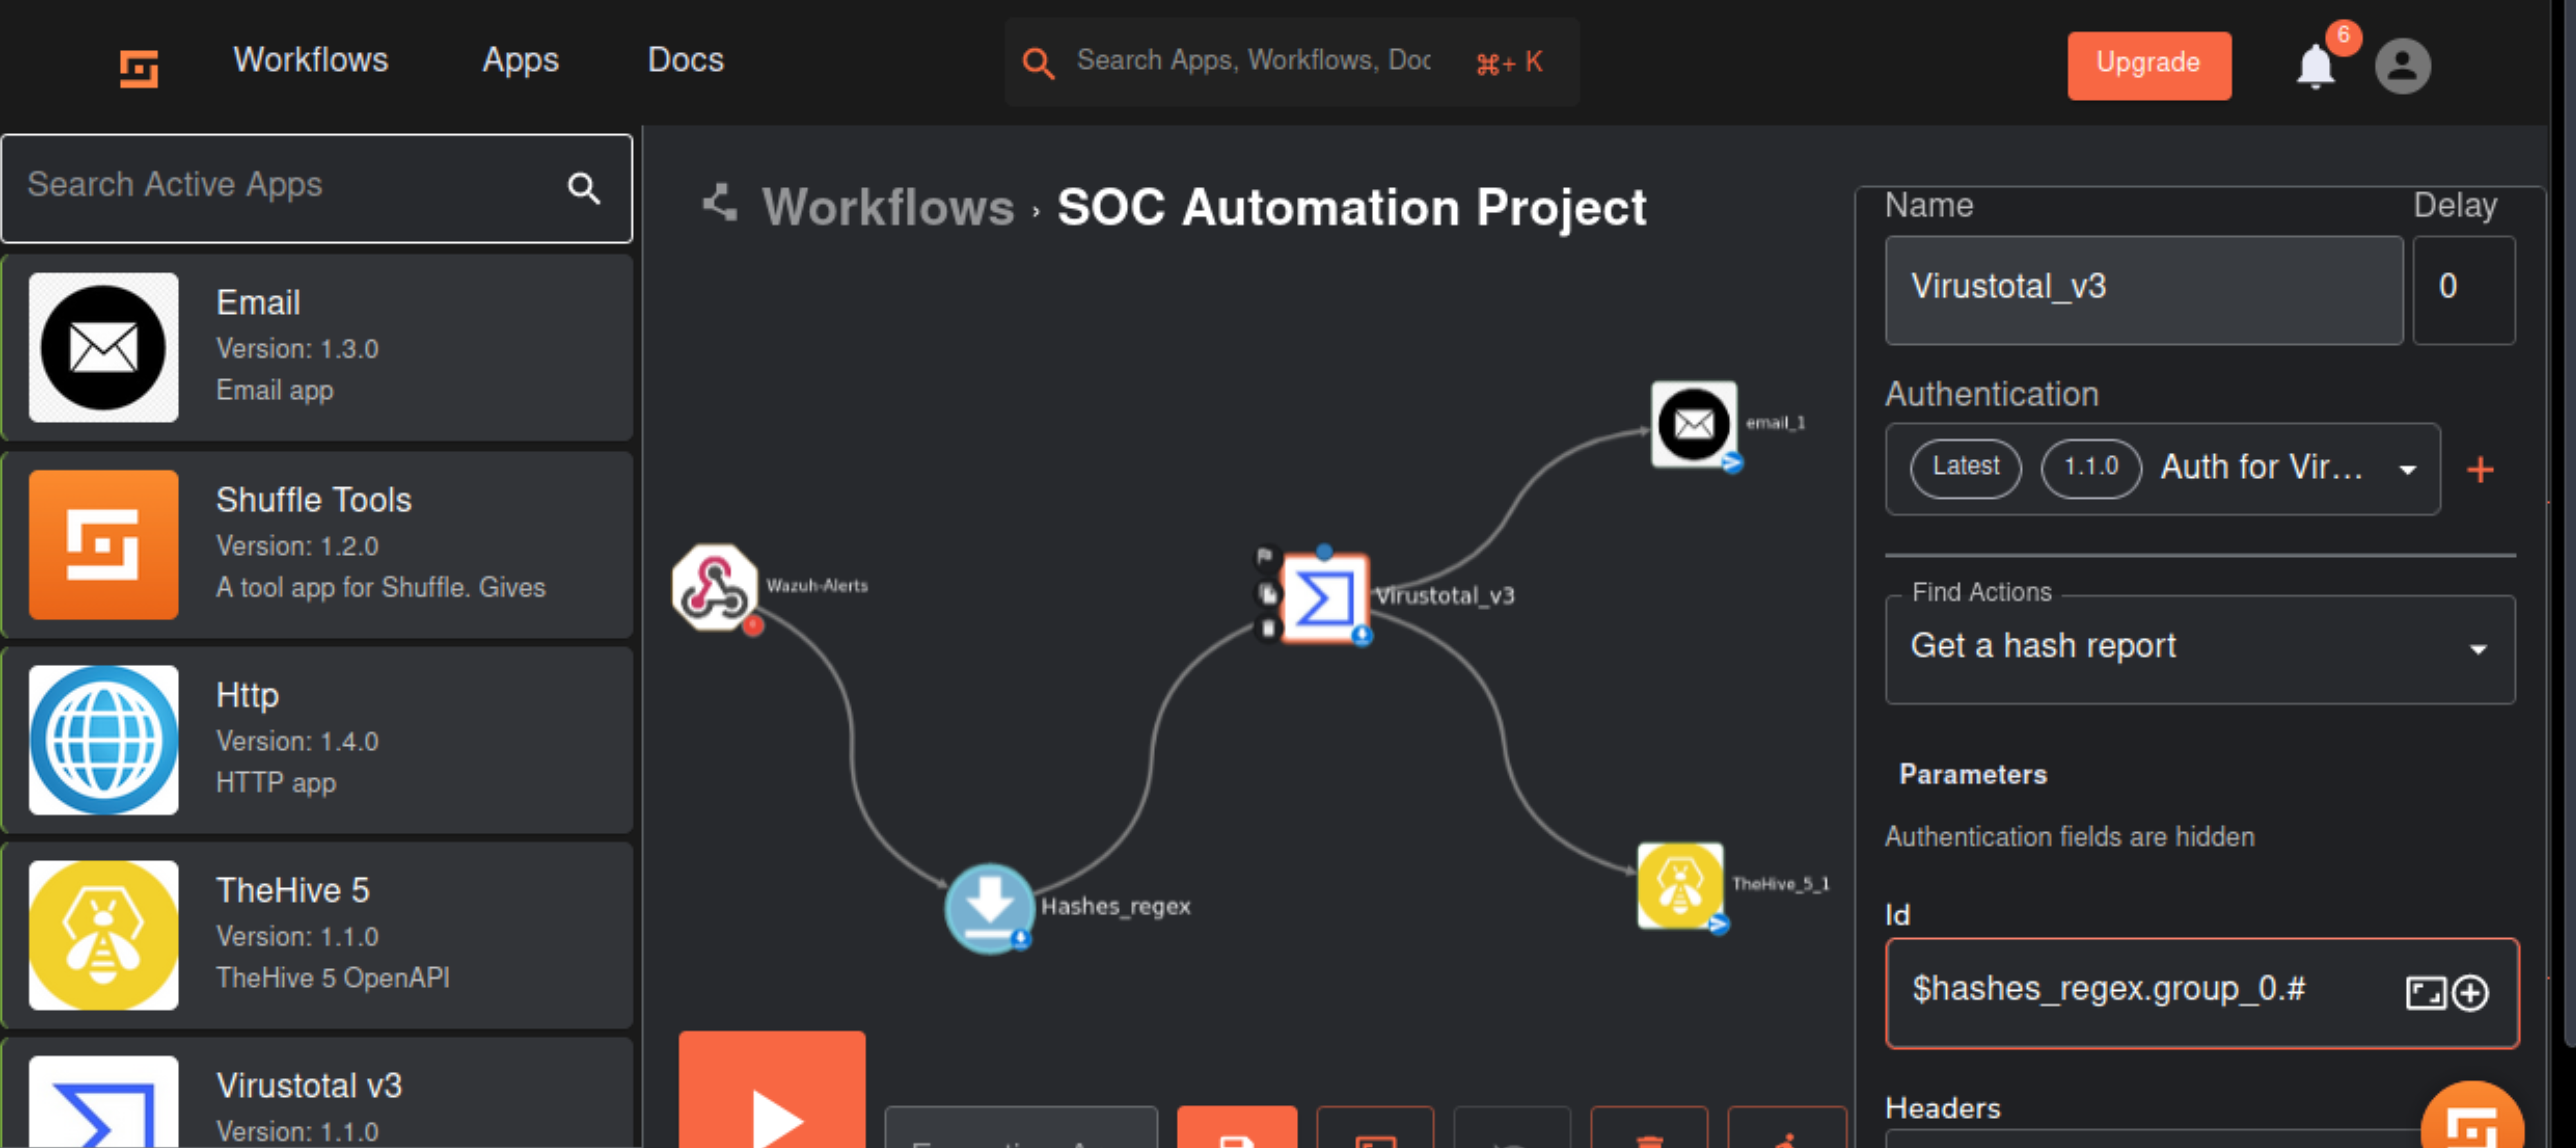 Workflows Apps Docs Search Apps, Workflows, Doc ⌘+ K Upgrade 6
Search Active Apps
Email
Version: 1.3.0
Email app
Shuffle Tools
Version: 1.2.0
A tool app for Shuffle. Gives
Http
Version: 1.4.0
HTTP app
TheHive 5
Version: 1.1.0
TheHive 5 OpenAPI
Virustotal v3
Version: 1.1.0
Workflows › SOC Automation Project
email_1
Wazuh-Alerts
Virustotal_v3
TheHive_5_1
Hashes_regex
Name Delay
Virustotal_v3 0
Authentication
Latest 1.1.0 Auth for Vir... +
Find Actions
Get a hash report
Parameters
Authentication fields are hidden
Id
$hashes_regex.group_0.#
Headers